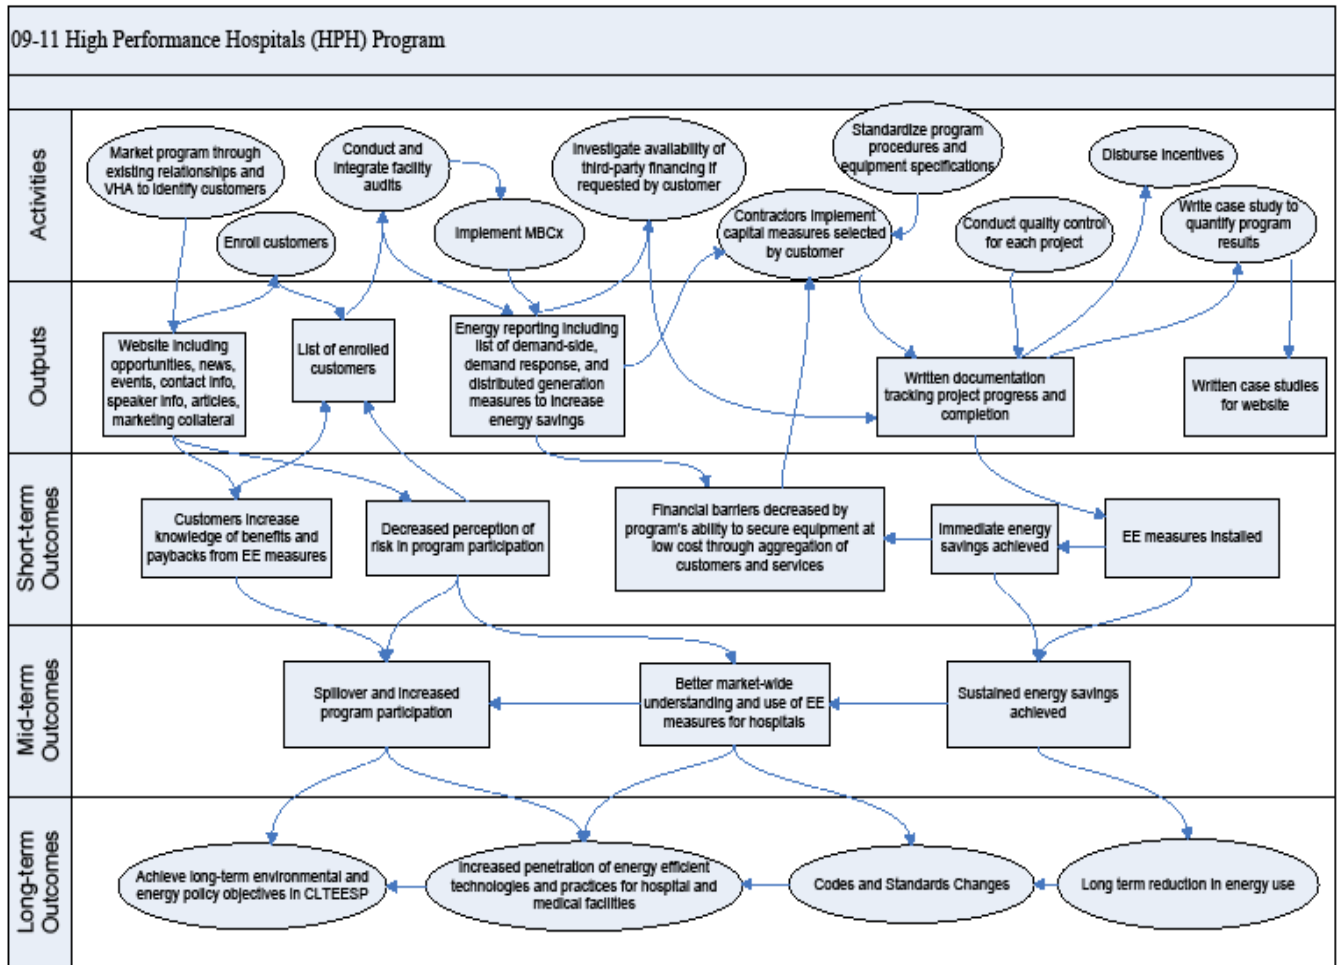 09-11 High Performance Hospitals (HPH) Program
Activities
Market program through
existing relationships and
VHA to identify customers
Enroll customers
Conduct and
integrate facility
audits
Implement MBCx
Investigate availability of
third-party financing if
requested by customer
Contractors implement
capital measures selected
by customer
Standardize program
procedures and
equipment specifications
Conduct quality control
for each project
Disburse incentives
Write case study to
quantify program
results
Outputs
Website including
opportunities, news,
events, contact info,
speaker info, articles,
marketing collateral
List of enrolled
customers
Energy reporting including
list of demand-side,
demand response, and
distributed generation
measures to increase
energy savings
Written documentation
tracking project progress and
completion
Written case studies
for website
Short-term
Outcomes
Customers increase
knowledge of benefits and
paybacks from EE measures
Decreased perception of
risk in program participation
Financial barriers decreased by
program's ability to secure equipment at
low cost through aggregation of
customers and services
Immediate energy
savings achieved
EE measures installed
Mid-term
Outcomes
Spillover and increased
program participation
Better market-wide
understanding and use of EE
measures for hospitals
Sustained energy savings
achieved
Long-term
Outcomes
Achieve long-term environmental and
energy policy objectives in CLTEESP
Increased penetration of energy efficient
technologies and practices for hospital and
medical facilities
Codes and Standards Changes
Long term reduction in energy use